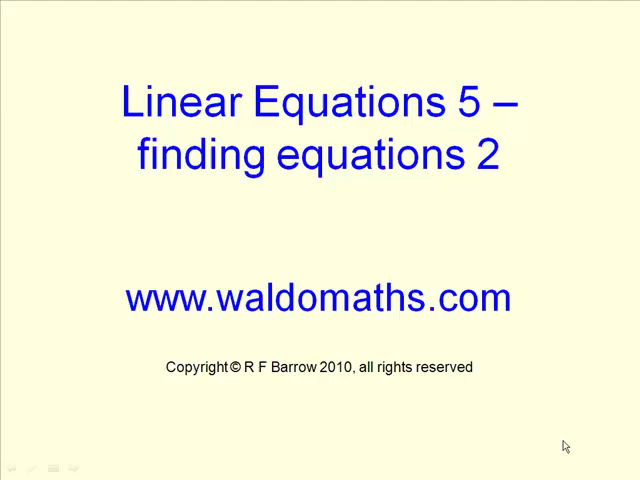 Linear Equations 5 –
finding equations 2
www.waldomaths.com
Copyright © R F Barrow 2010, all rights reserved